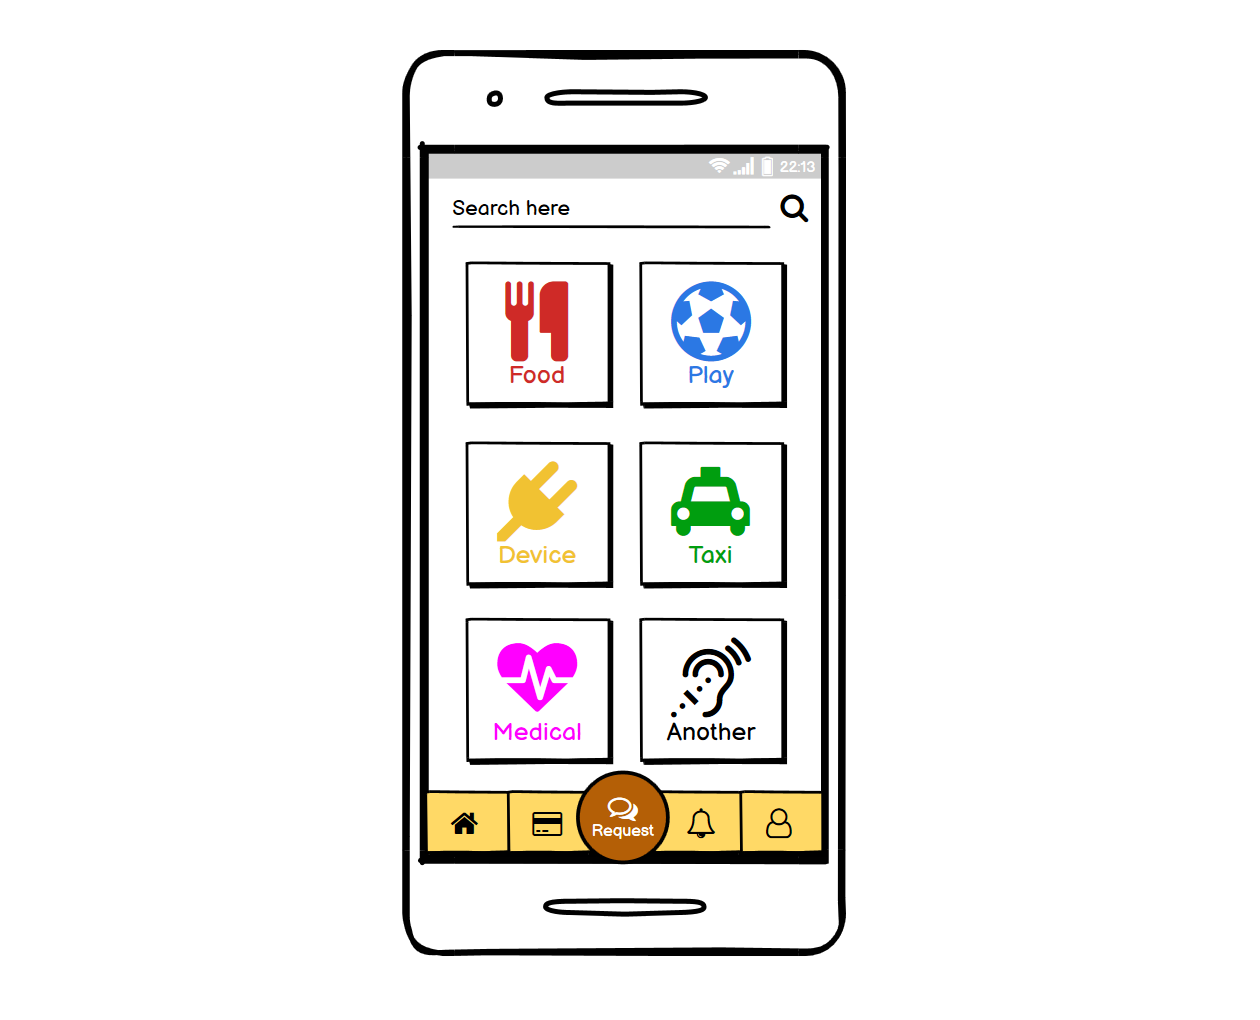 22:13
Search here
Food
Play
Device
Taxi
Medical
Another
Request